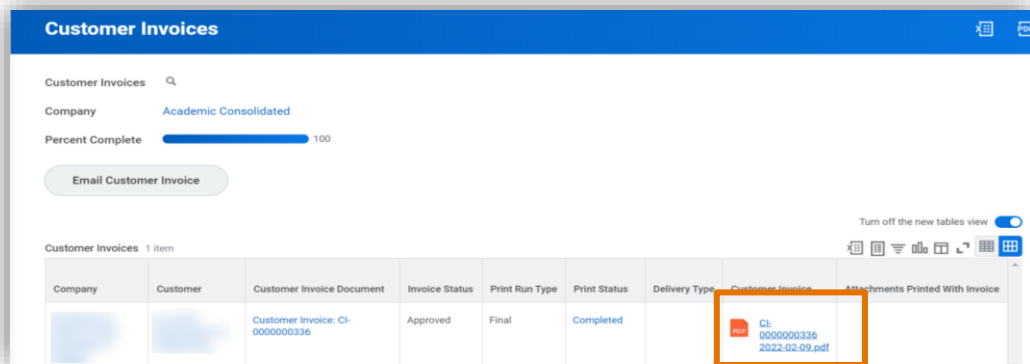 Customer Invoices
PDF
Customer Invoices
Company Academic Consolidated
Percent Complete 100
Email Customer Invoice
Turn off the new tables view
Customer Invoices 1 item
Company Customer Customer Invoice Document Invoice Status Print Run Type Print Status Delivery Type Customer Invoice Attachments Printed With Invoice
Customer Invoice: CI- Approved Final Completed PDF CI-
0000000336 0000000336
2022-02-09.pdf